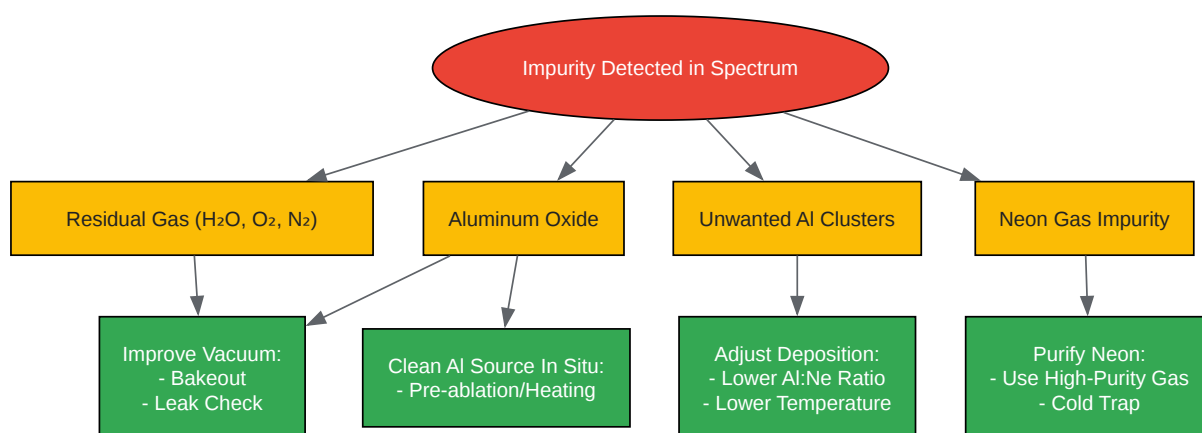 Impurity Detected in Spectrum
Residual Gas (H₂O, O₂, N₂)
Aluminum Oxide
Unwanted Al Clusters
Neon Gas Impurity
Improve Vacuum:
- Bakeout
- Leak Check
Clean Al Source In Situ:
- Pre-ablation/Heating
Adjust Deposition:
- Lower Al:Ne Ratio
- Lower Temperature
Purify Neon:
- Use High-Purity Gas
- Cold Trap